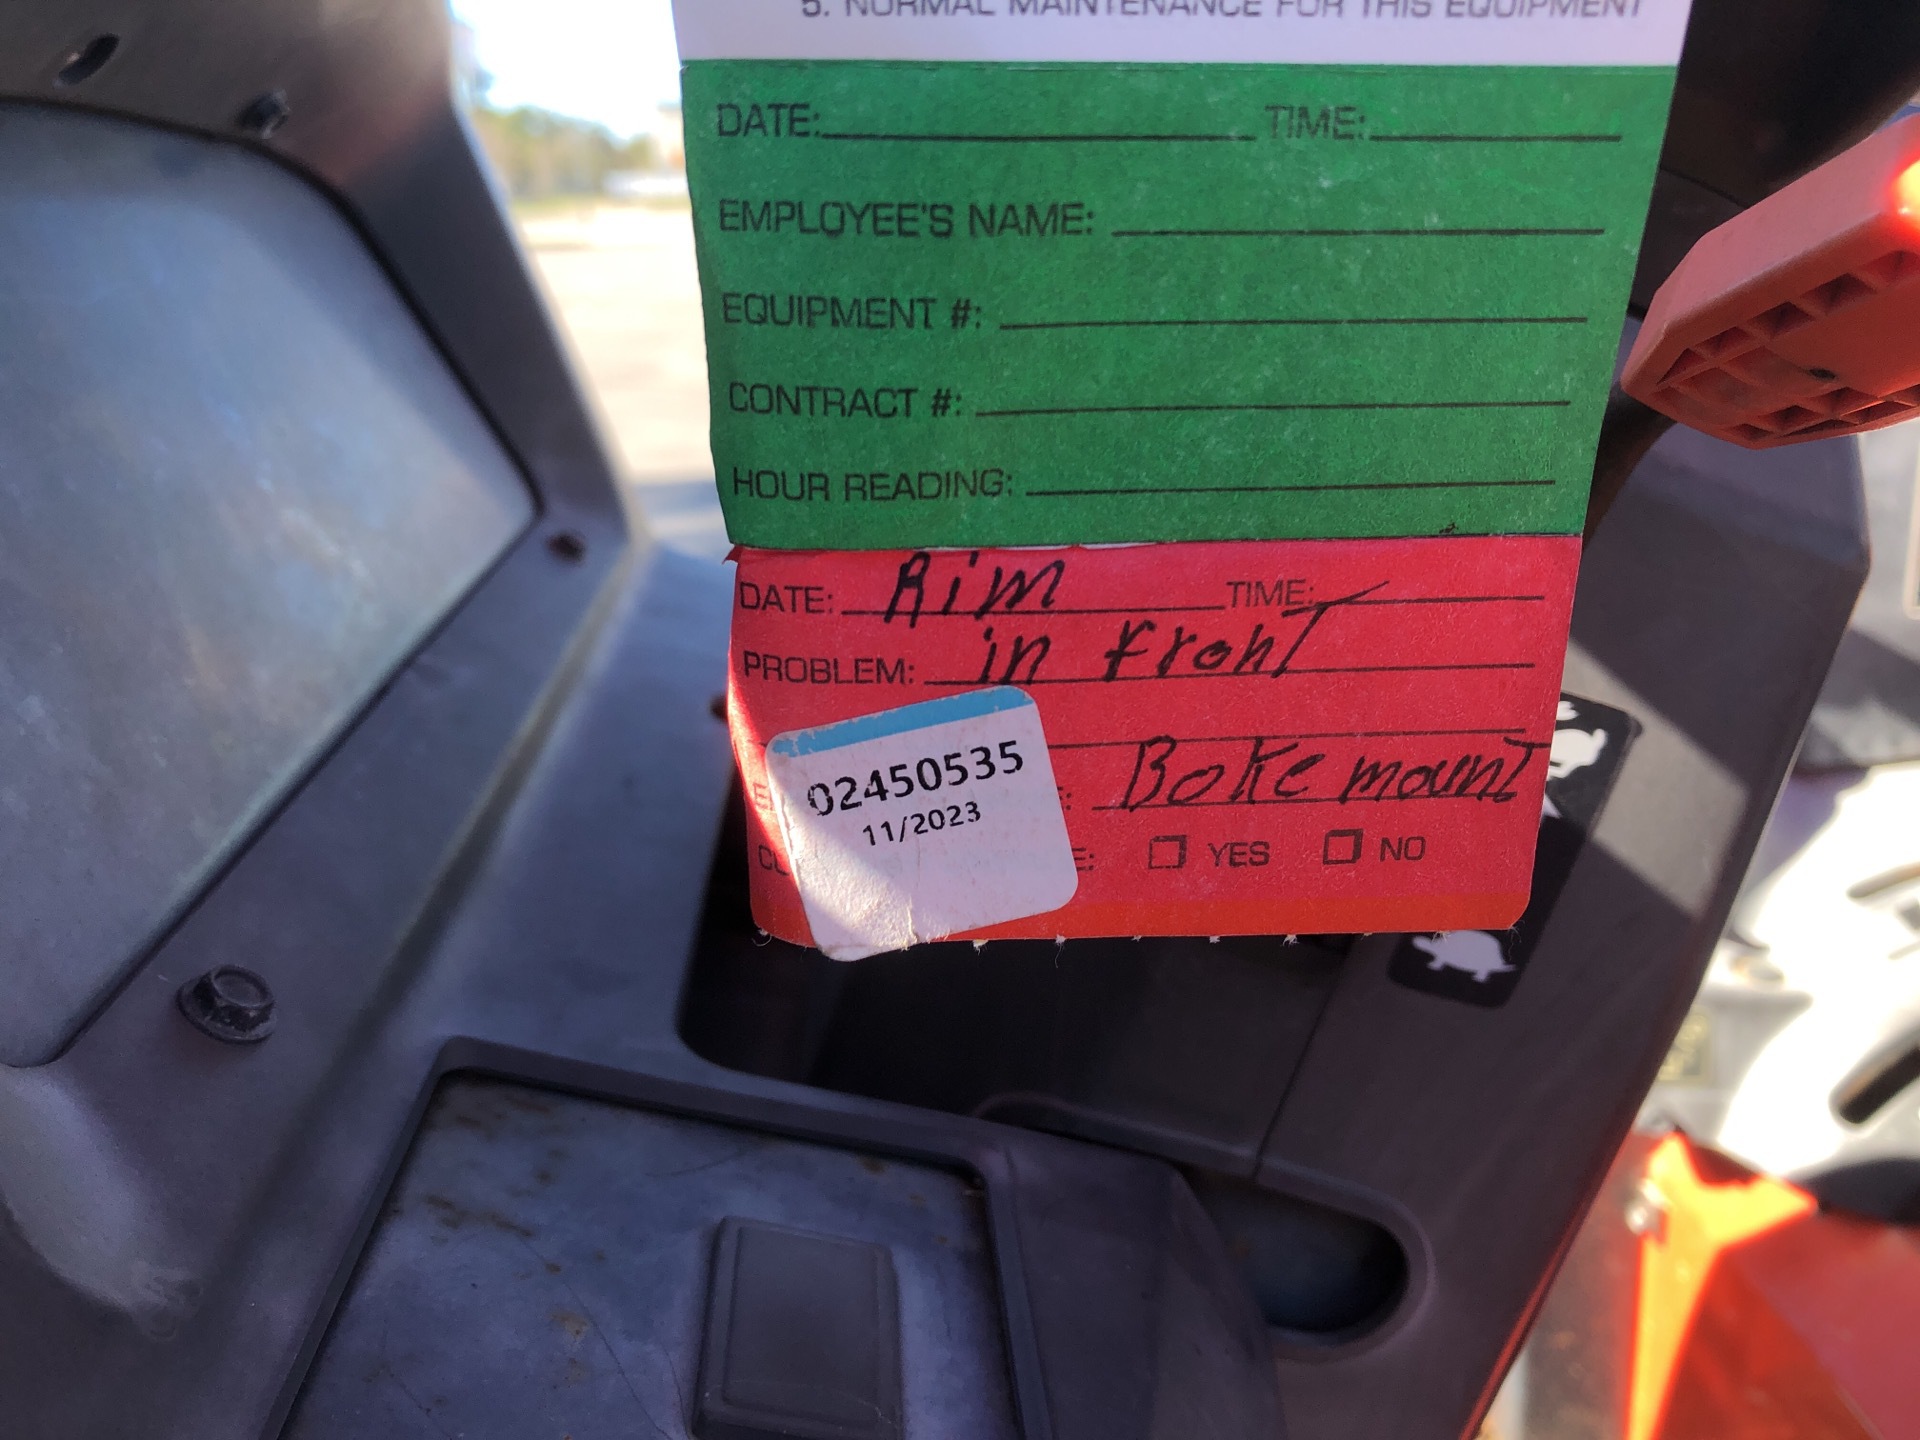 5. NORMAL MAINTENANCE FOR THIS EQUIPMENT
DATE: TIME:
EMPLOYEE'S NAME:
EQUIPMENT #:
CONTRACT #:
HOUR READING:
DATE: Rim TIME:
PROBLEM: in front
Boke mount
02450535
11/2023
YES NO